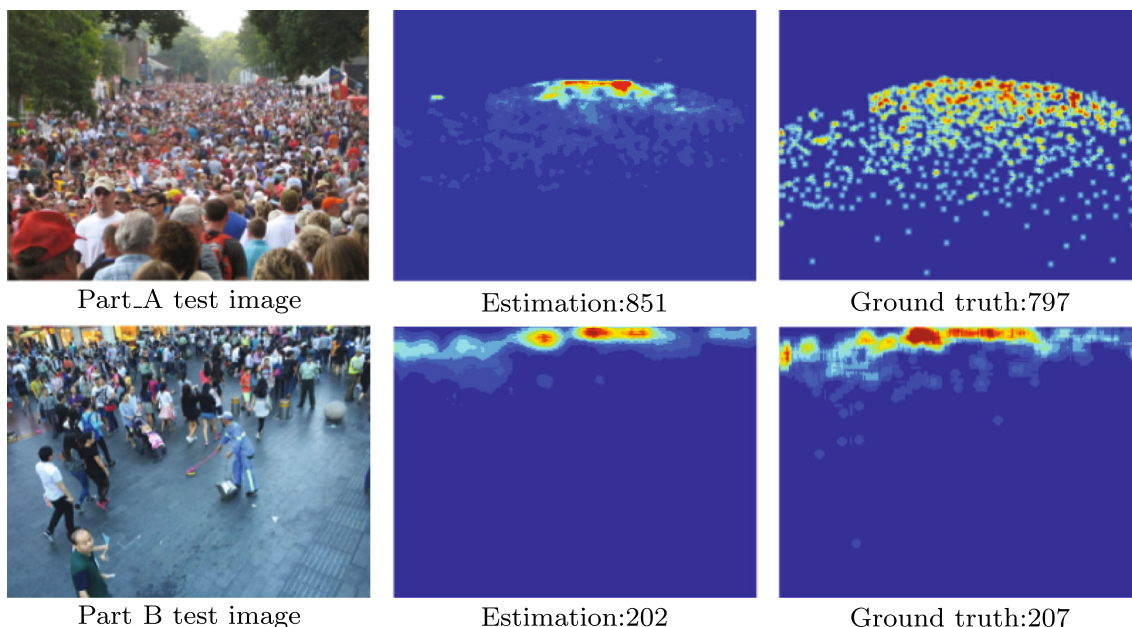 Part_A test image
Estimation:851
Ground truth:797
Part B test image
Estimation:202
Ground truth:207